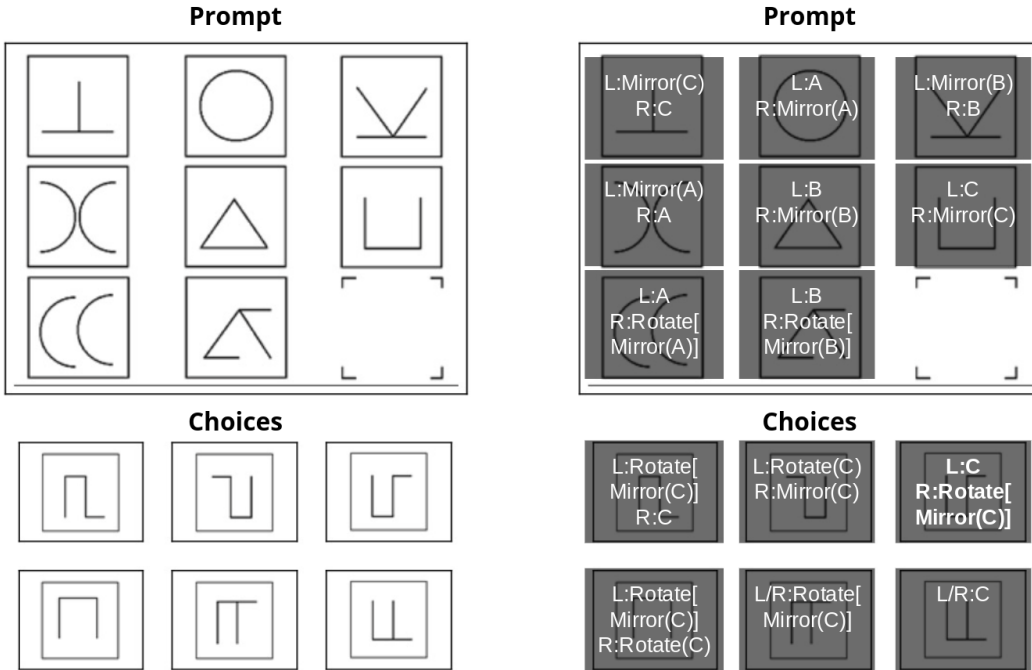 Prompt
Choices
Prompt
L:Mirror(C)
R:C
L:A
R:Mirror(A)
L:Mirror(B)
R:B
L:Mirror(A)
R:A
L:B
R:Mirror(B)
L:C
R:Mirror(C)
L:A
R:Rotate[
Mirror(A)]
L:B
R:Rotate[
Mirror(B)]
Choices
L:Rotate[
Mirror(C)]
R:C
L:Rotate(C)
R:Mirror(C)
L:C
R:Rotate[
Mirror(C)]
L:Rotate[
Mirror(C)]
R:Rotate(C)
L/R:Rotate[
Mirror(C)]
L/R:C